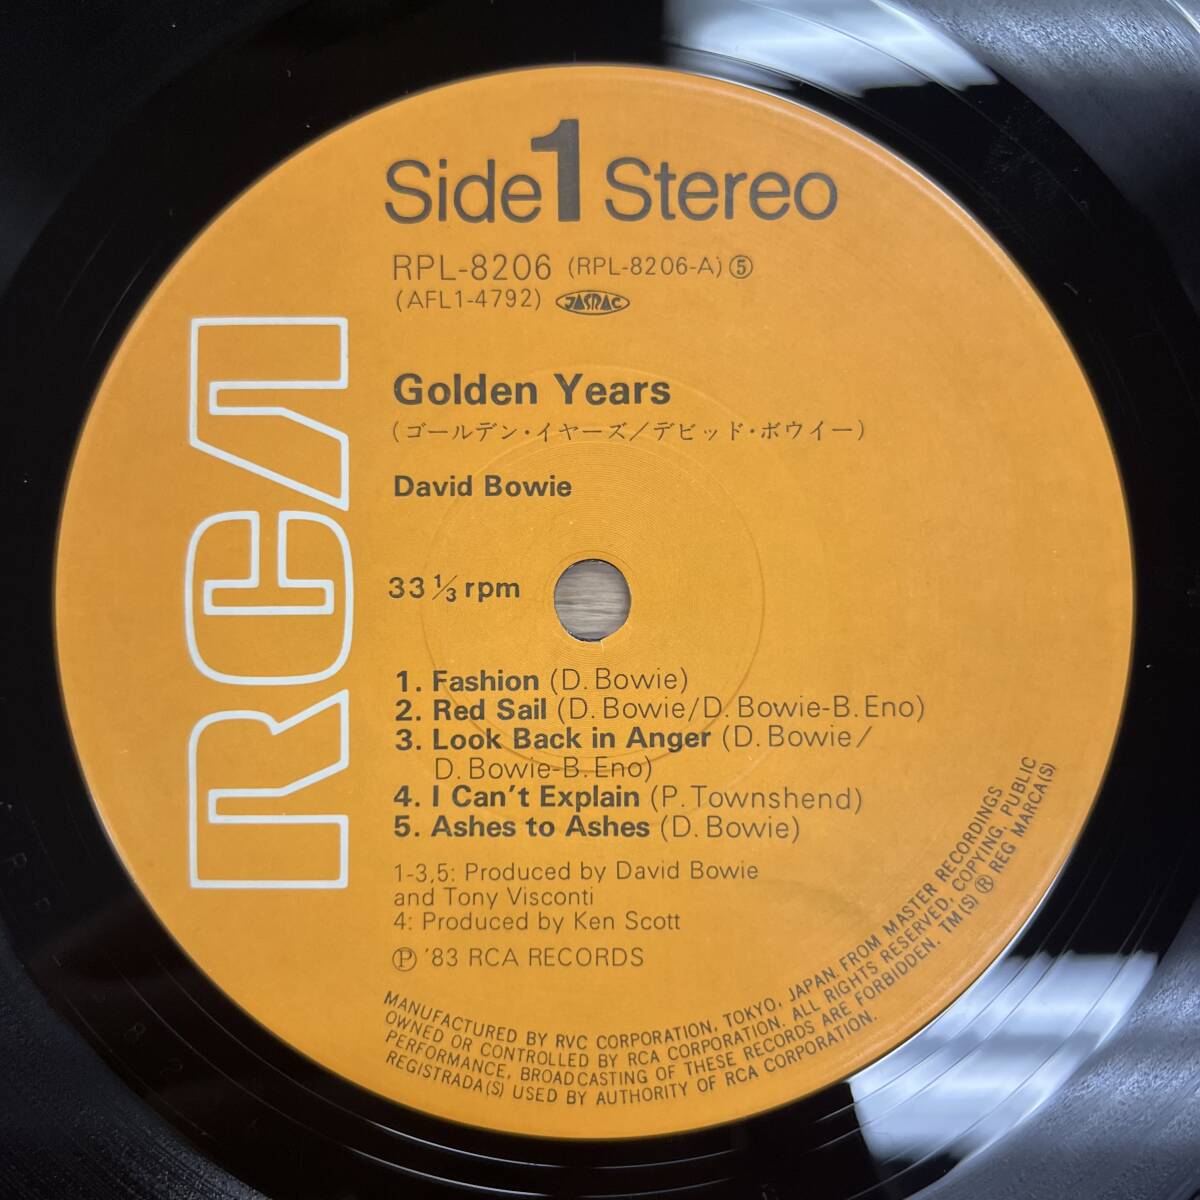 Side 1 Stereo
RPL-8206 (RPL-8206-A) ⑤
(AFL1-4792) JASRAC
RCA
Golden Years
(ゴールデン・イヤーズ/デビッド・ボウイー)
David Bowie
33 1/3 rpm
1. Fashion (D. Bowie)
2. Red Sail (D. Bowie/D. Bowie-B. Eno)
3. Look Back in Anger (D. Bowie/
D. Bowie-B. Eno)
4. I Can't Explain (P. Townshend)
5. Ashes to Ashes (D. Bowie)
1-3,5: Produced by David Bowie
and Tony Visconti
4: Produced by Ken Scott
Ⓟ '83 RCA RECORDS
MANUFACTURED BY RVC CORPORATION, TOKYO, JAPAN. FROM MASTER RECORDINGS
OWNED OR CONTROLLED BY RCA CORPORATION. ALL RIGHTS RESERVED. COPYING, PUBLIC
PERFORMANCE, BROADCASTING OF THESE RECORDS ARE FORBIDDEN. TM(S) ® REG MARCA(S)
REGISTRADA(S) USED BY AUTHORITY OF RCA CORPORATION.